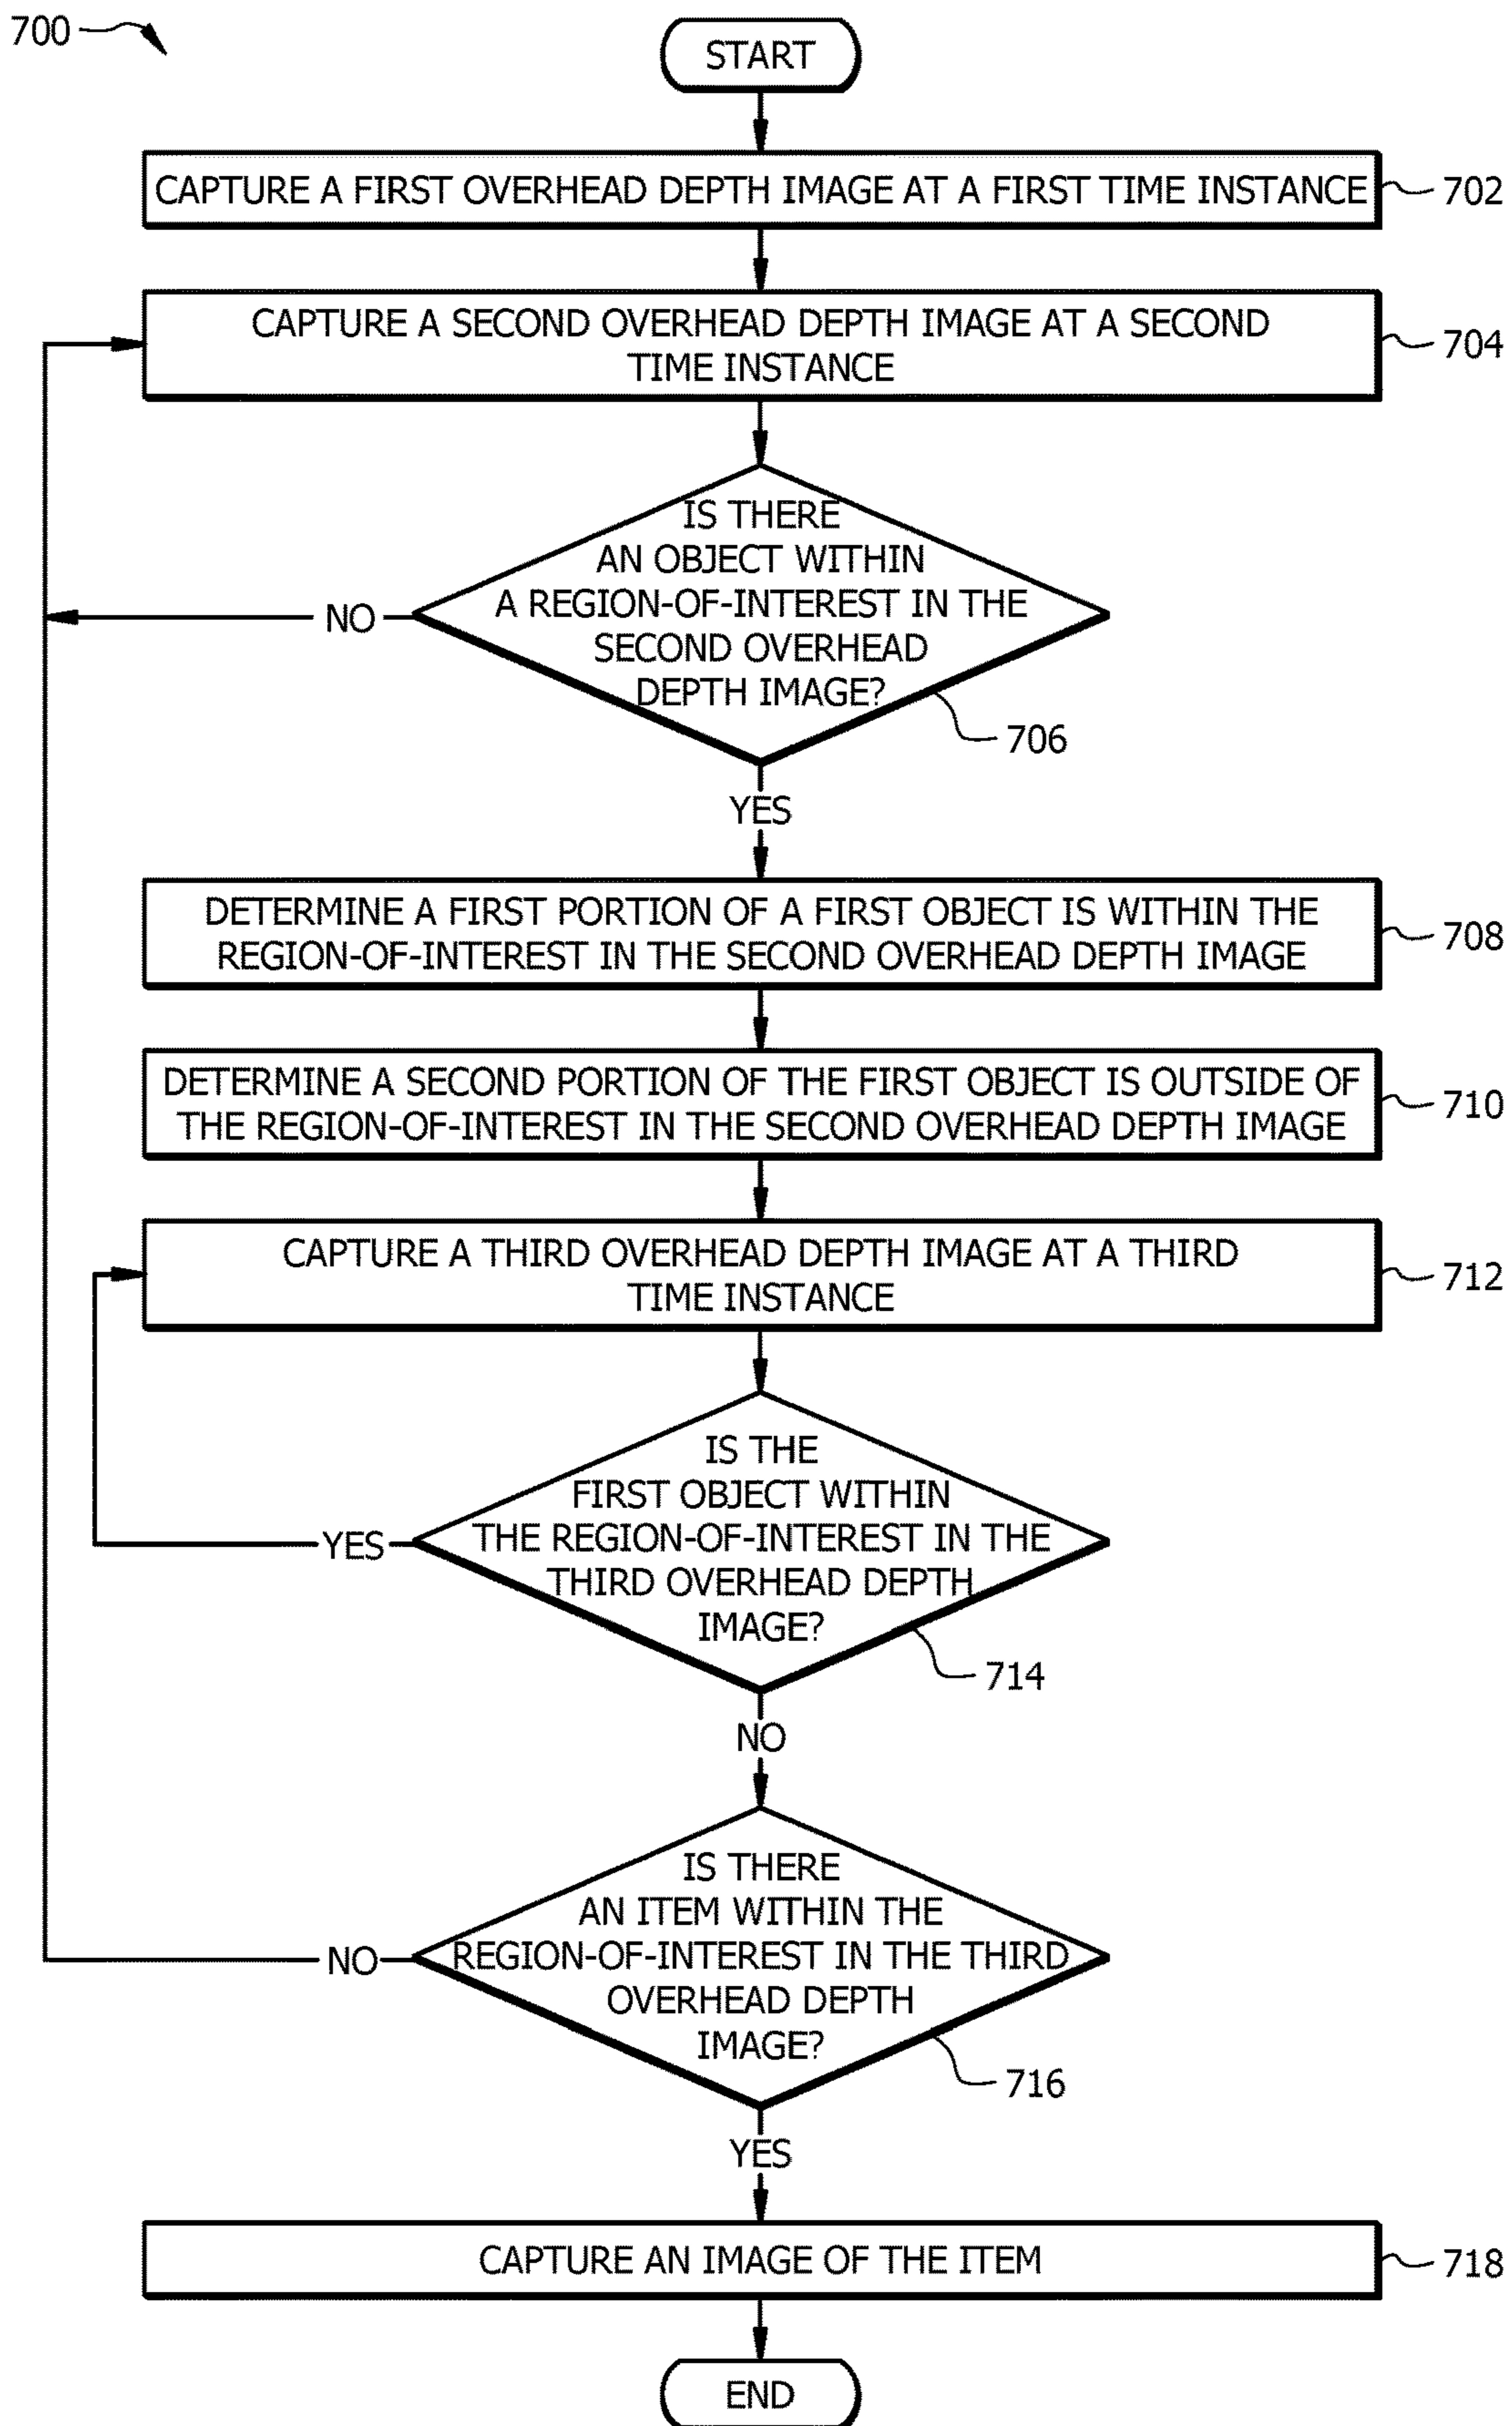 700
START
CAPTURE A FIRST OVERHEAD DEPTH IMAGE AT A FIRST TIME INSTANCE
702
CAPTURE A SECOND OVERHEAD DEPTH IMAGE AT A SECOND
TIME INSTANCE
704
IS THERE
AN OBJECT WITHIN
A REGION-OF-INTEREST IN THE
SECOND OVERHEAD
DEPTH IMAGE?
NO
706
YES
DETERMINE A FIRST PORTION OF A FIRST OBJECT IS WITHIN THE
REGION-OF-INTEREST IN THE SECOND OVERHEAD DEPTH IMAGE
708
DETERMINE A SECOND PORTION OF THE FIRST OBJECT IS OUTSIDE OF
THE REGION-OF-INTEREST IN THE SECOND OVERHEAD DEPTH IMAGE
710
CAPTURE A THIRD OVERHEAD DEPTH IMAGE AT A THIRD
TIME INSTANCE
712
IS THE
FIRST OBJECT WITHIN
THE REGION-OF-INTEREST IN THE
THIRD OVERHEAD DEPTH
IMAGE?
YES
714
NO
IS THERE
AN ITEM WITHIN THE
REGION-OF-INTEREST IN THE THIRD
OVERHEAD DEPTH
IMAGE?
NO
716
YES
CAPTURE AN IMAGE OF THE ITEM
718
END